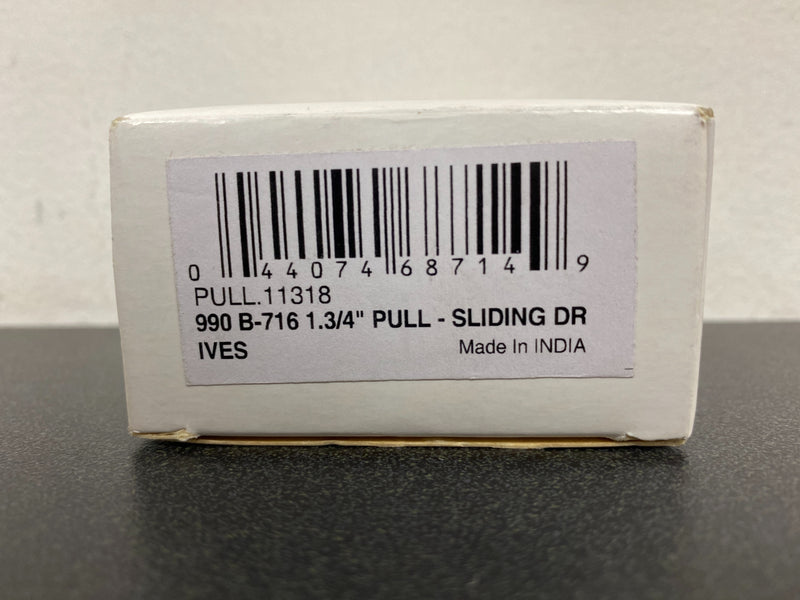 0 44074 68714 9
PULL.11318
990 B-716 1.3/4" PULL - SLIDING DR
IVES Made In INDIA